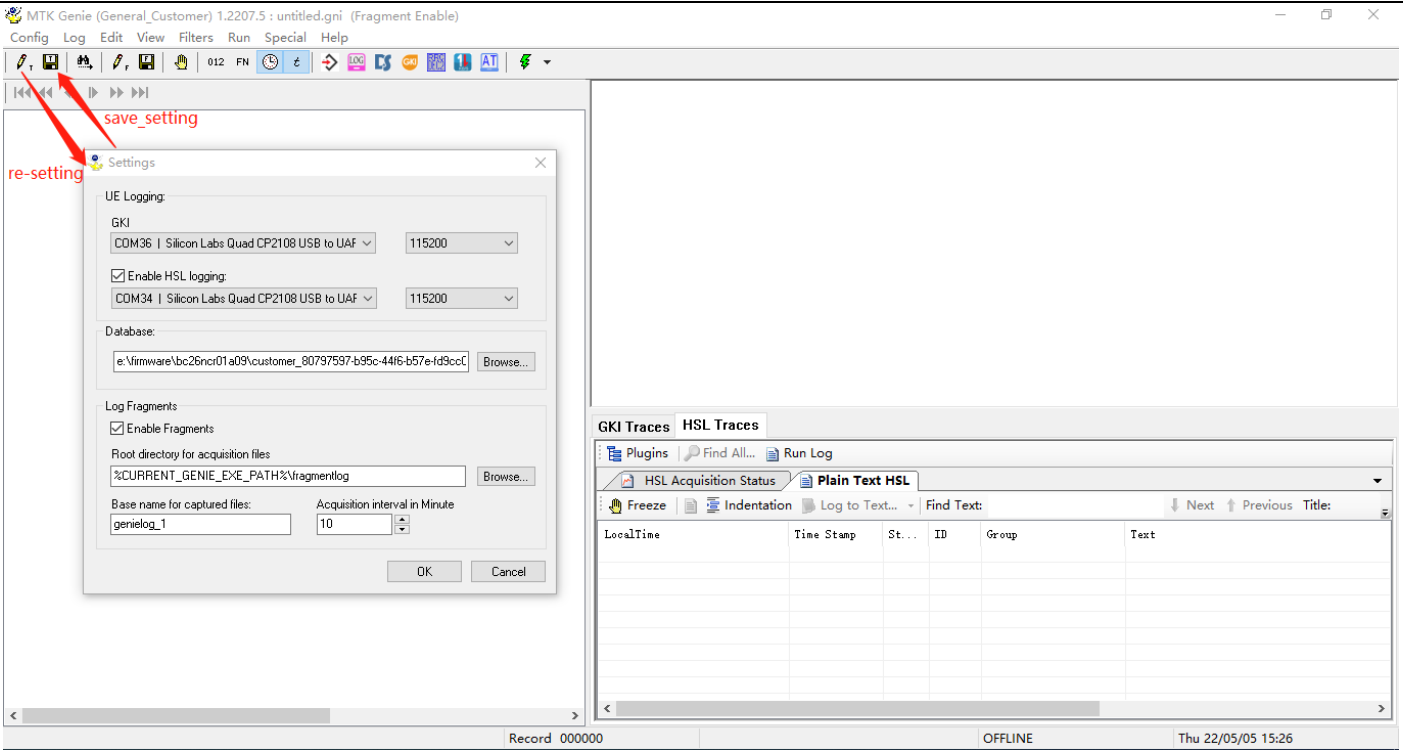 MTK Genie (General_Customer) 1.2207.5 : untitled.gni (Fragment Enable)
Config Log Edit View Filters Run Special Help
012 FN t LOG AT
save_setting
re-setting
Settings
UE Logging:
GKI
COM36 | Silicon Labs Quad CP2108 USB to UAF 115200
Enable HSL logging:
COM34 | Silicon Labs Quad CP2108 USB to UAF 115200
Database:
e:\firmware\bc26ncr01a09\customer_80797597-b95c-44f6-b57e-fd9cc0 Browse...
Log Fragments
Enable Fragments
Root directory for acquisition files
%CURRENT_GENIE_EXE_PATH%\fragmentlog Browse...
Base name for captured files: Acquisition interval in Minute
genielog_1 10
OK Cancel
GKI Traces HSL Traces
Plugins Find All... Run Log
HSL Acquisition Status Plain Text HSL
Freeze Indentation Log to Text... Find Text: Next Previous Title:
LocalTime Time Stamp St... ID Group Text
Record 000000 OFFLINE Thu 22/05/05 15:26